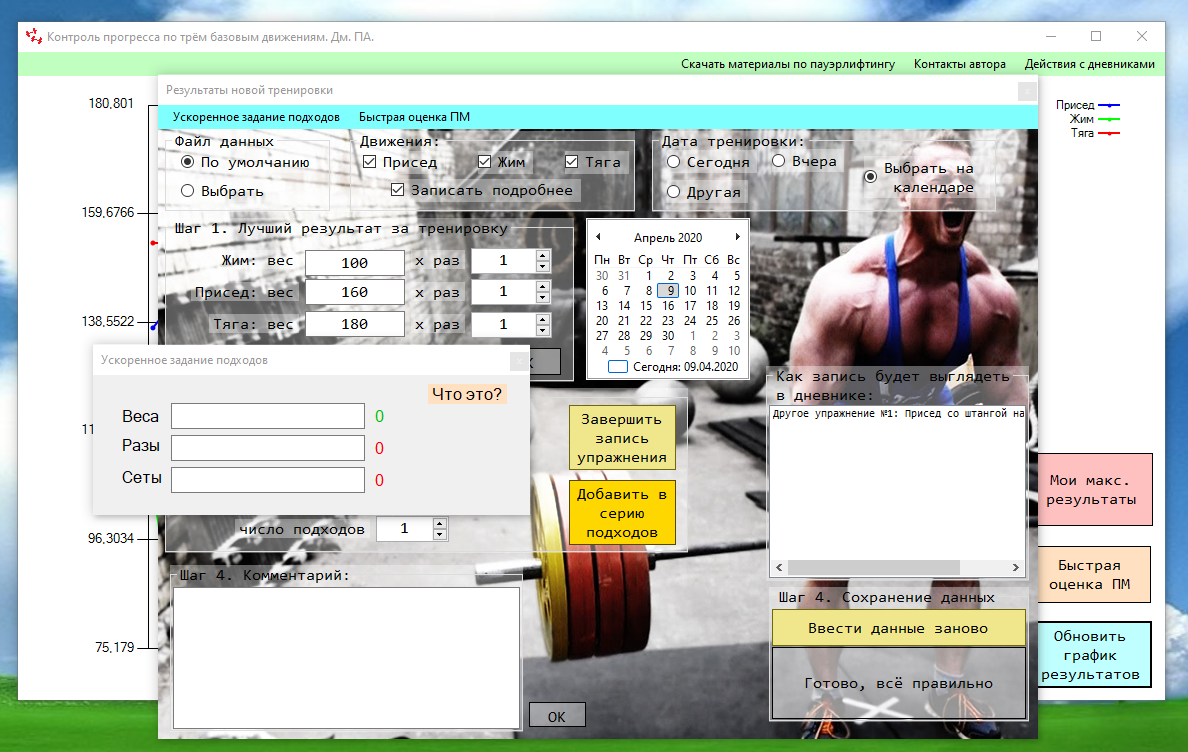 Контроль прогресса по трём базовым движениям. Дм. ПА.
Скачать материалы по пауэрлифтингу Контакты автора Действия с дневниками
180,801
159,6766
138,5522
11
96,3034
75,179
Присед
Жим
Тяга
Результаты новой тренировки
Ускоренное задание подходов Быстрая оценка ПМ
Файл данных
По умолчанию
Выбрать
Движения:
Присед Жим Тяга
Записать подробнее
Дата тренировки:
Сегодня Вчера
Другая
Выбрать на
календаре
Шаг 1. Лучший результат за тренировку
Жим: вес 100 х раз 1
Присед: вес 160 х раз 1
Тяга: вес 180 х раз 1
Апрель 2020
Пн Вт Ср Чт Пт Сб Вс
30 31 1 2 3 4 5
6 7 8 9 10 11 12
13 14 15 16 17 18 19
20 21 22 23 24 25 26
27 28 29 30 1 2 3
4 5 6 7 8 9 10
Сегодня: 09.04.2020
Ускоренное задание подходов
Что это?
Веса 0
Разы 0
Сеты 0
Завершить
запись
упражнения
Добавить в
серию
подходов
число подходов 1
Как запись будет выглядеть
в дневнике:
Другое упражнение №1: Присед со штангой на
Шаг 4. Комментарий:
ОК
Шаг 4. Сохранение данных
Ввести данные заново
Готово, всё правильно
Мои макс.
результаты
Быстрая
оценка ПМ
Обновить
график
результатов